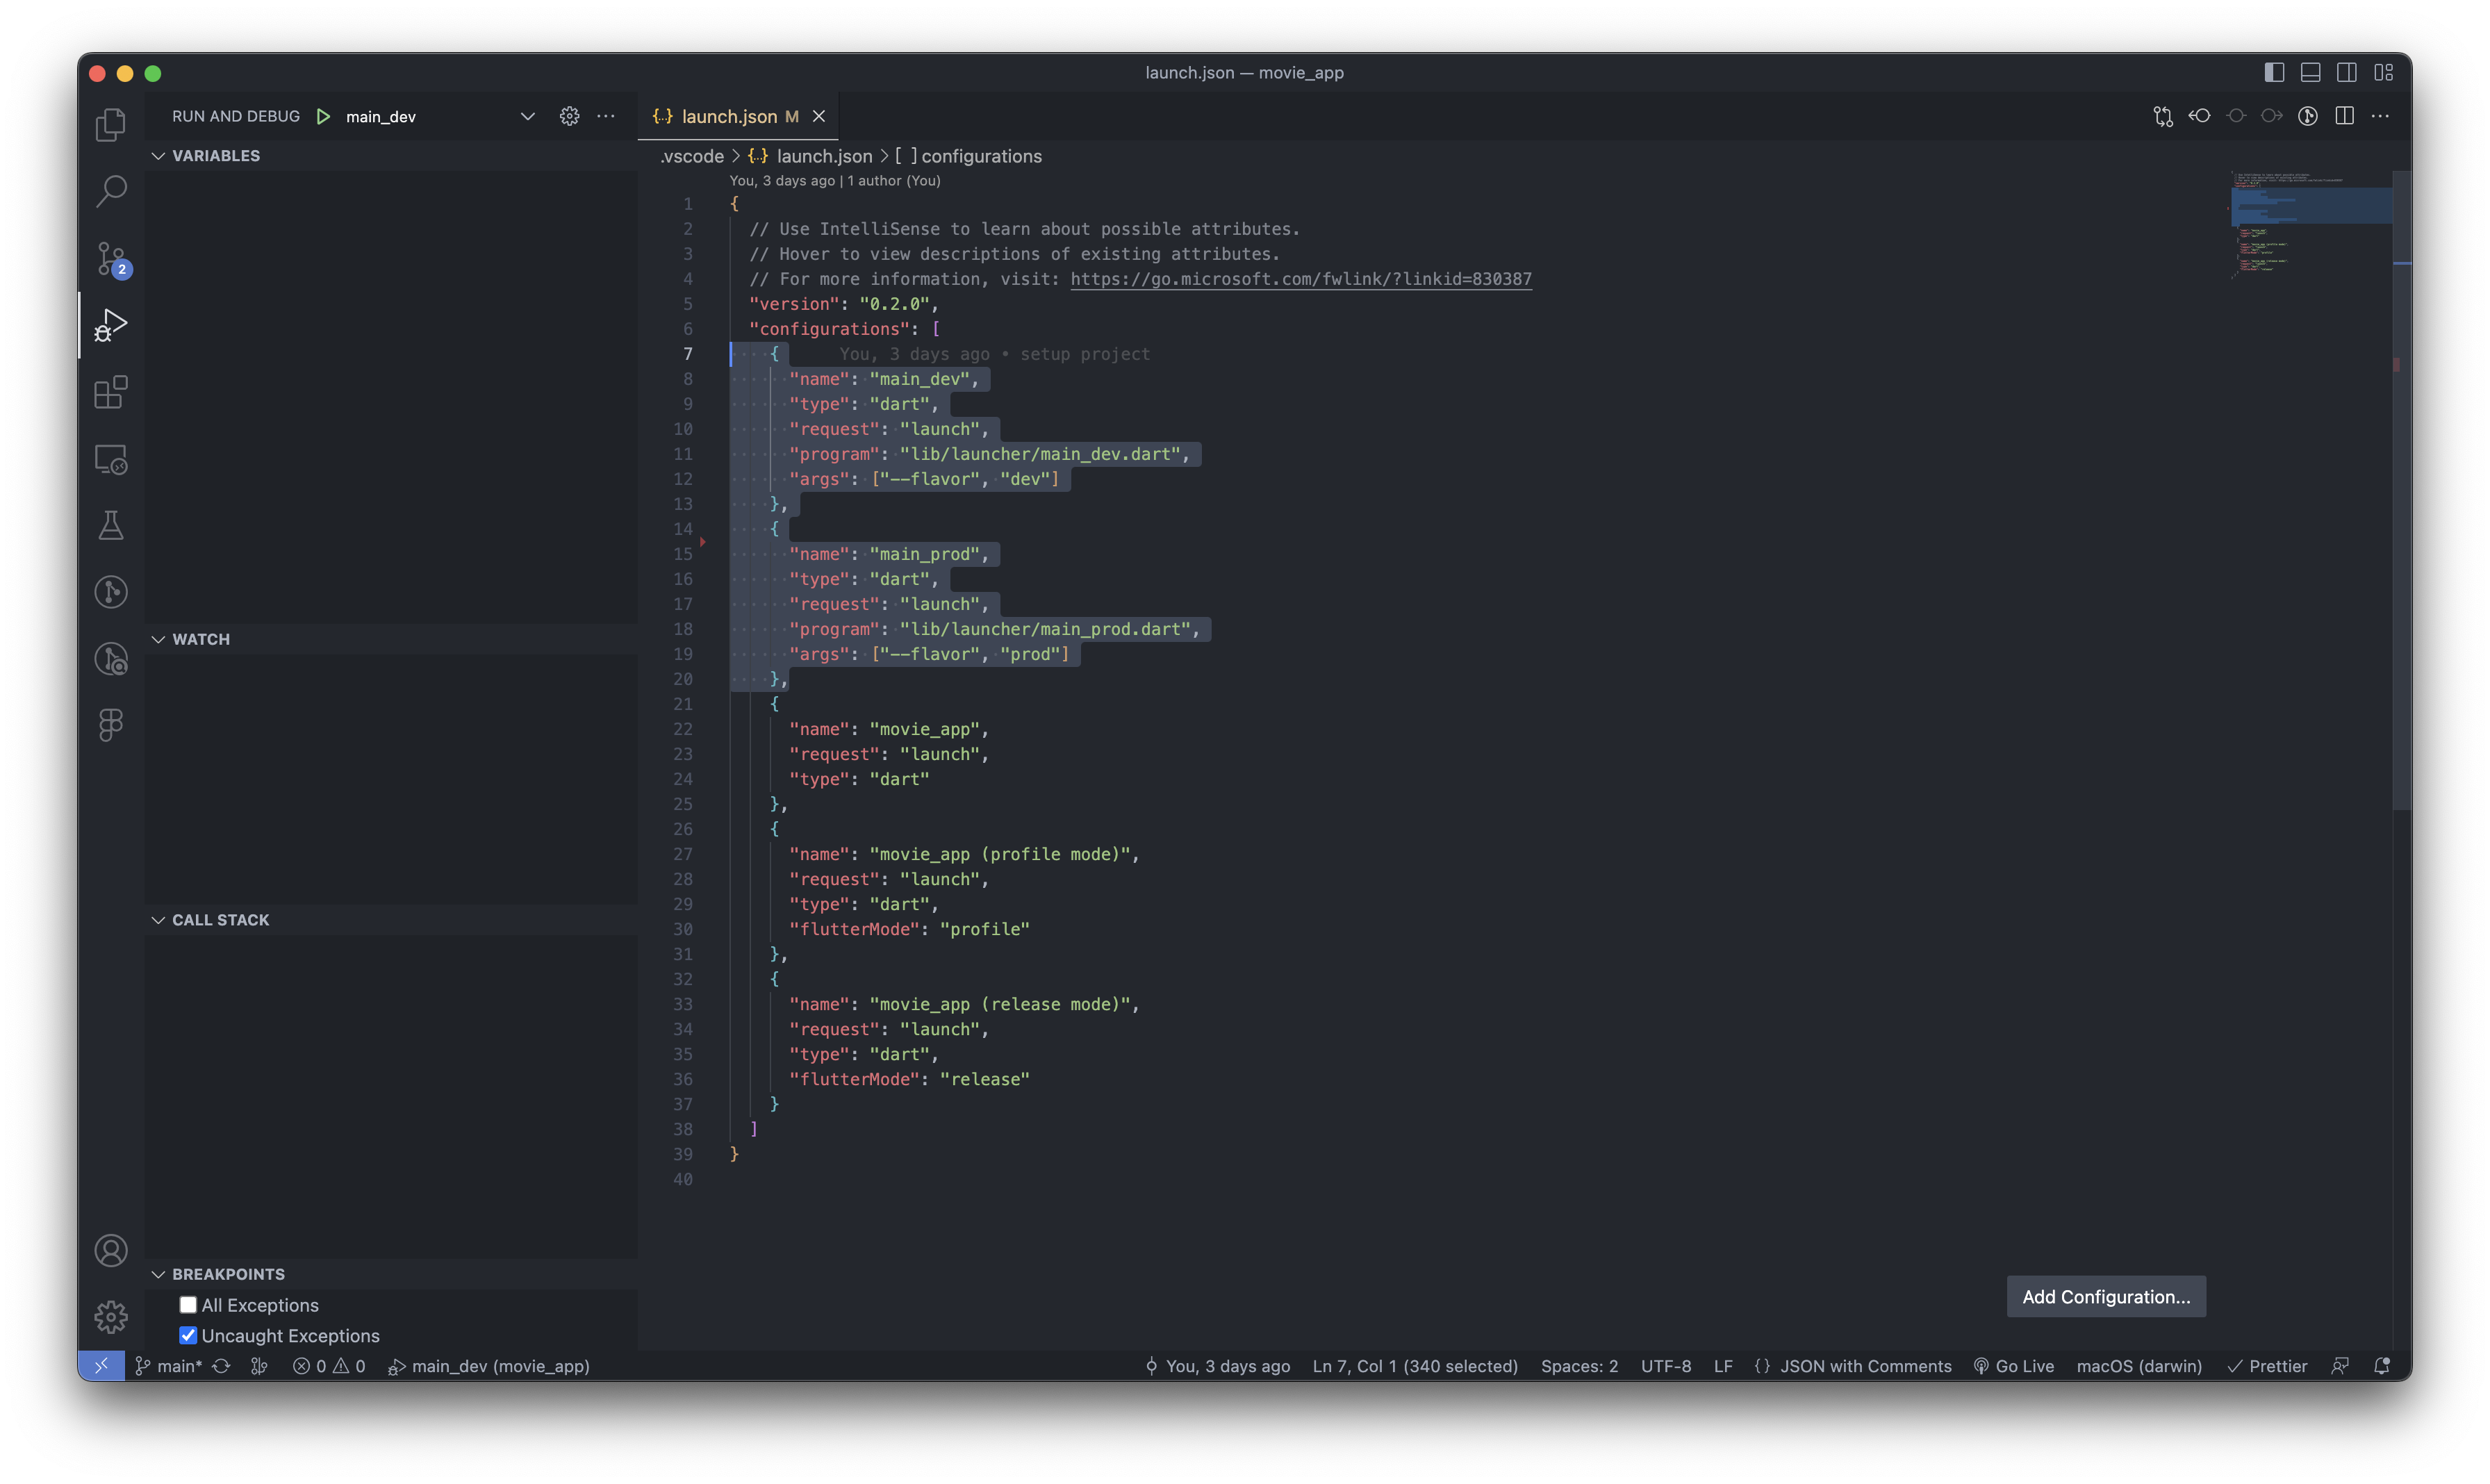 launch.json — movie_app
RUN AND DEBUG main_dev
launch.json M
VARIABLES
.vscode > {..} launch.json > [ ] configurations
You, 3 days ago | 1 author (You)
1 {
2 // Use IntelliSense to learn about possible attributes.
3 // Hover to view descriptions of existing attributes.
4 // For more information, visit: https://go.microsoft.com/fwlink/?linkid=830387
5 "version": "0.2.0",
6 "configurations": [
7 { You, 3 days ago • setup project
8 "name": "main_dev",
9 "type": "dart",
10 "request": "launch",
11 "program": "lib/launcher/main_dev.dart",
12 "args": ["--flavor", "dev"]
13 },
14 {
15 "name": "main_prod",
16 "type": "dart",
17 "request": "launch",
18 "program": "lib/launcher/main_prod.dart",
19 "args": ["--flavor", "prod"]
20 },
21 {
22 "name": "movie_app",
23 "request": "launch",
24 "type": "dart"
25 },
26 {
27 "name": "movie_app (profile mode)",
28 "request": "launch",
29 "type": "dart",
30 "flutterMode": "profile"
31 },
32 {
33 "name": "movie_app (release mode)",
34 "request": "launch",
35 "type": "dart",
36 "flutterMode": "release"
37 }
38 ]
39 }
40
2
WATCH
CALL STACK
BREAKPOINTS
All Exceptions
Uncaught Exceptions
Add Configuration...
main* 0 0 main_dev (movie_app) You, 3 days ago Ln 7, Col 1 (340 selected) Spaces: 2 UTF-8 LF {} JSON with Comments Go Live macOS (darwin) Prettier